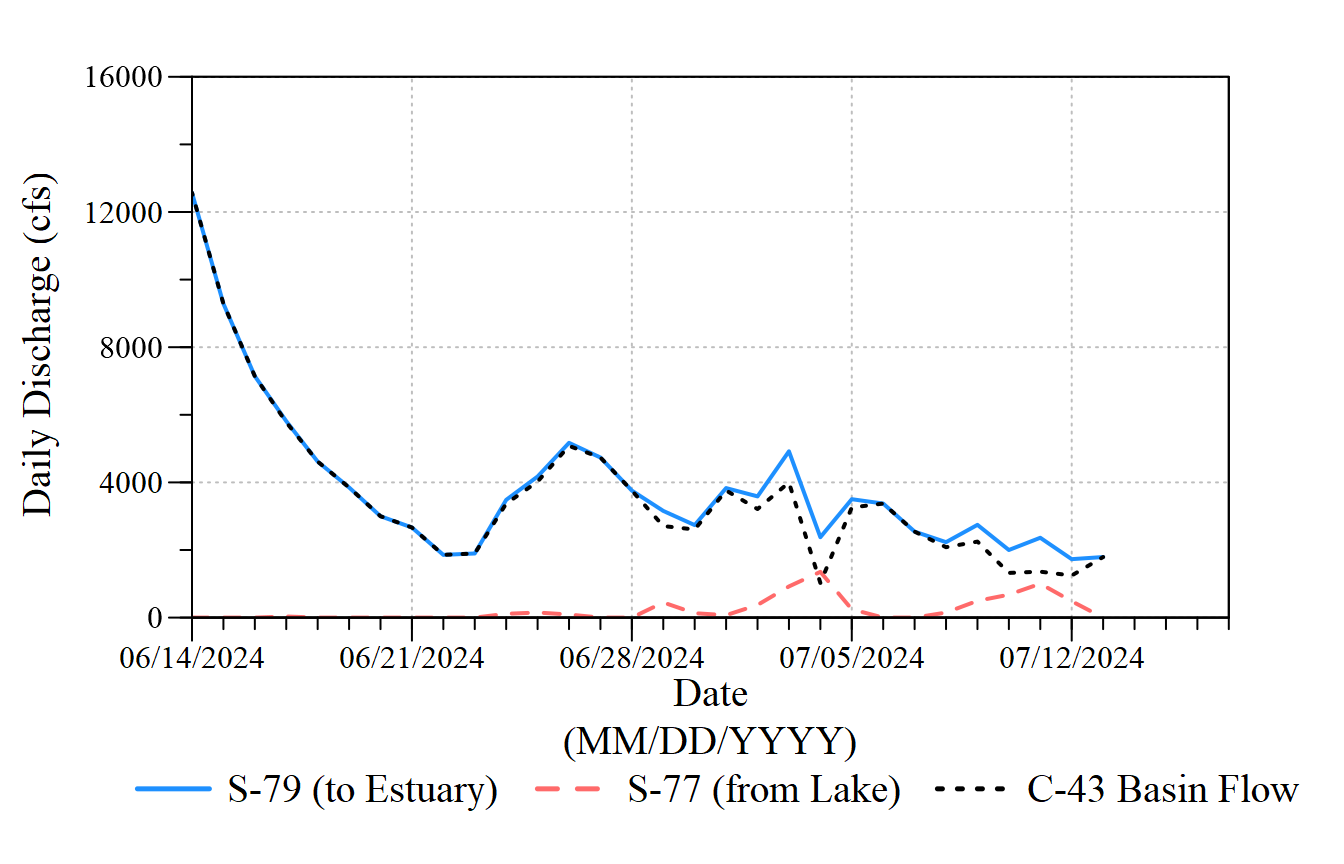 16000
12000
8000
4000
0
Daily Discharge (cfs)
06/14/2024 06/21/2024 06/28/2024 07/05/2024 07/12/2024
Date
(MM/DD/YYYY)
S-79 (to Estuary) S-77 (from Lake) C-43 Basin Flow